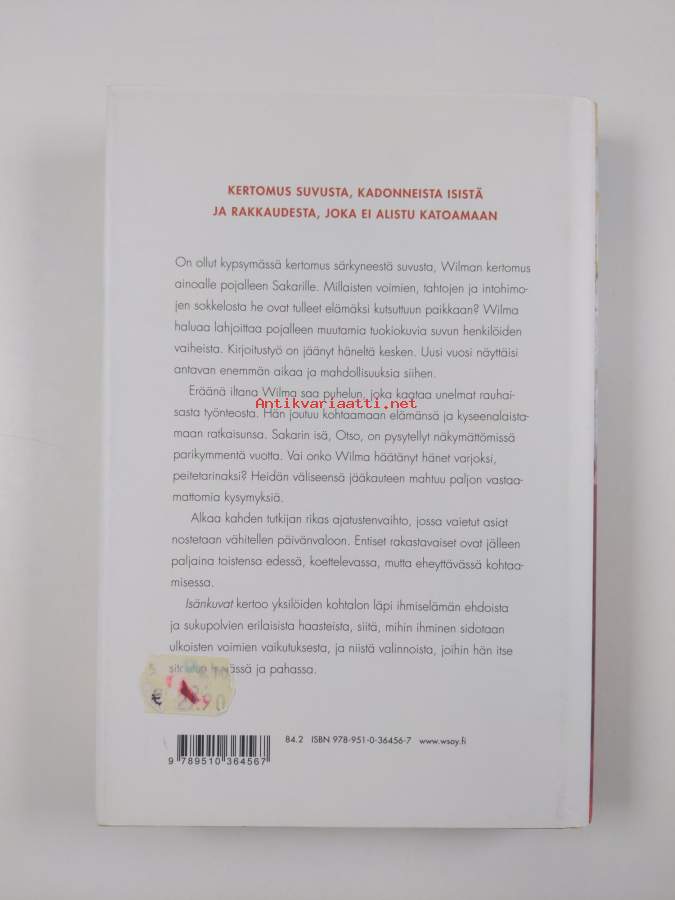 KERTOMUS SUVUSTA, KADONNEISTA ISISTÄ
JA RAKKAUDESTA, JOKA EI ALISTU KATOAMAAN
On ollut kypsymässä kertomus särkyneestä suvusta, Wilman kertomus
ainoalle pojalleen Sakarille. Millaisten voimien, tahtojen ja intohimo-
jen sokkelosta he ovat tulleet elämäksi kutsuttuun paikkaan? Wilma
haluaa lahjoittaa pojalleen muutamia tuokiokuvia suvun henkilöiden
vaiheista. Kirjoitustyö on jäänyt häneltä kesken. Uusi vuosi näyttäisi
antavan enemmän aikaa ja mahdollisuuksia siihen.
Eräänä iltana Wilma saa puhelun, joka kaataa unelmat rauhai-
Antikvariaatti.net
sasta työnteosta. Hän joutuu kohtaamaan elämänsä ja kyseenalaista-
maan ratkaisunsa. Sakarin isä, Otso, on pysytellyt näkymättömissä
parikymmentä vuotta. Vai onko Wilma häätänyt hänet varjoksi,
peitetarinaksi? Heidän väliseensä jääkauteen mahtuu paljon vastaa-
mattomia kysymyksiä.
Alkaa kahden tutkijan rikas ajatustenvaihto, jossa vaietut asiat
nostetaan vähitellen päivänvaloon. Entiset rakastavaiset ovat jälleen
paljaina toistensa edessä, koettelevassa, mutta eheyttävässä kohtaa-
misessa.
Isänkuvat kertoo yksilöiden kohtalon läpi ihmiselämän ehdoista
ja sukupolvien erilaisista haasteista, siitä, mihin ihminen sidotaan
ulkoisten voimien vaikutuksesta, ja niistä valinnoista, joihin hän itse
ja pahassa.
84.2 ISBN 978-951-0-36456-7 www.wsoy.fi
9 789510 364567